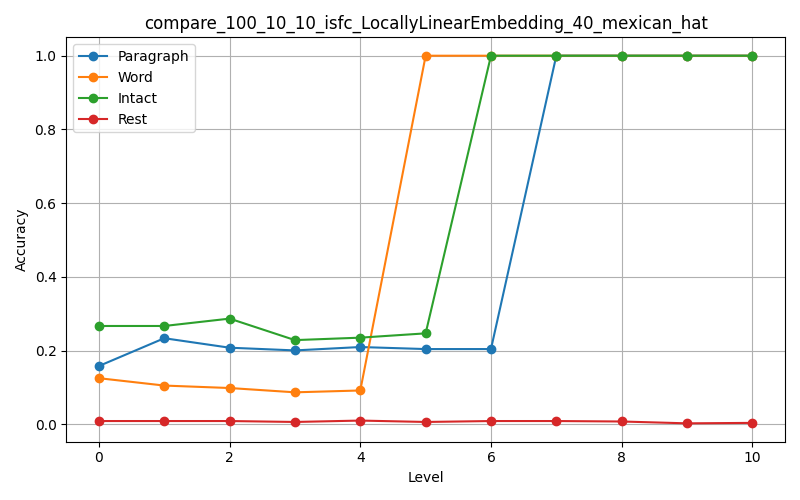 compare_100_10_10_isfc_LocallyLinearEmbedding_40_mexican_hat
Paragraph
Word
Intact
Rest
1.0
0.8
0.6
0.4
0.2
0.0
Accuracy
0 2 4 6 8 10
Level